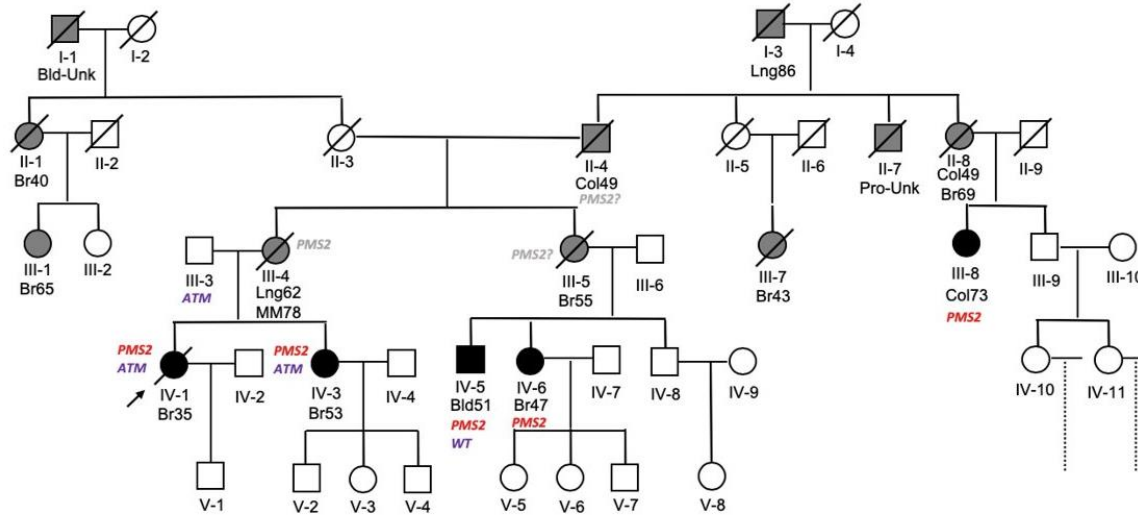 I-1 I-2 I-3 I-4
Bld-Unk Lng86
II-1 II-2 II-3 II-4 II-5 II-6 II-7 II-8 II-9
Br40 Col49 Pro-Unk Col49
PMS2? Br69
PMS2 PMS2?
III-1 III-2 III-3 III-4 III-5 III-6 III-7 III-8 III-9 III-10
Br65 ATM Lng62 Br55 Br43 Col73
MM78 PMS2
PMS2 PMS2
ATM ATM
IV-1 IV-2 IV-3 IV-4 IV-5 IV-6 IV-7 IV-8 IV-9 IV-10 IV-11
Br35 Br53 Bld51 Br47
PMS2 PMS2
WT
V-1 V-2 V-3 V-4 V-5 V-6 V-7 V-8